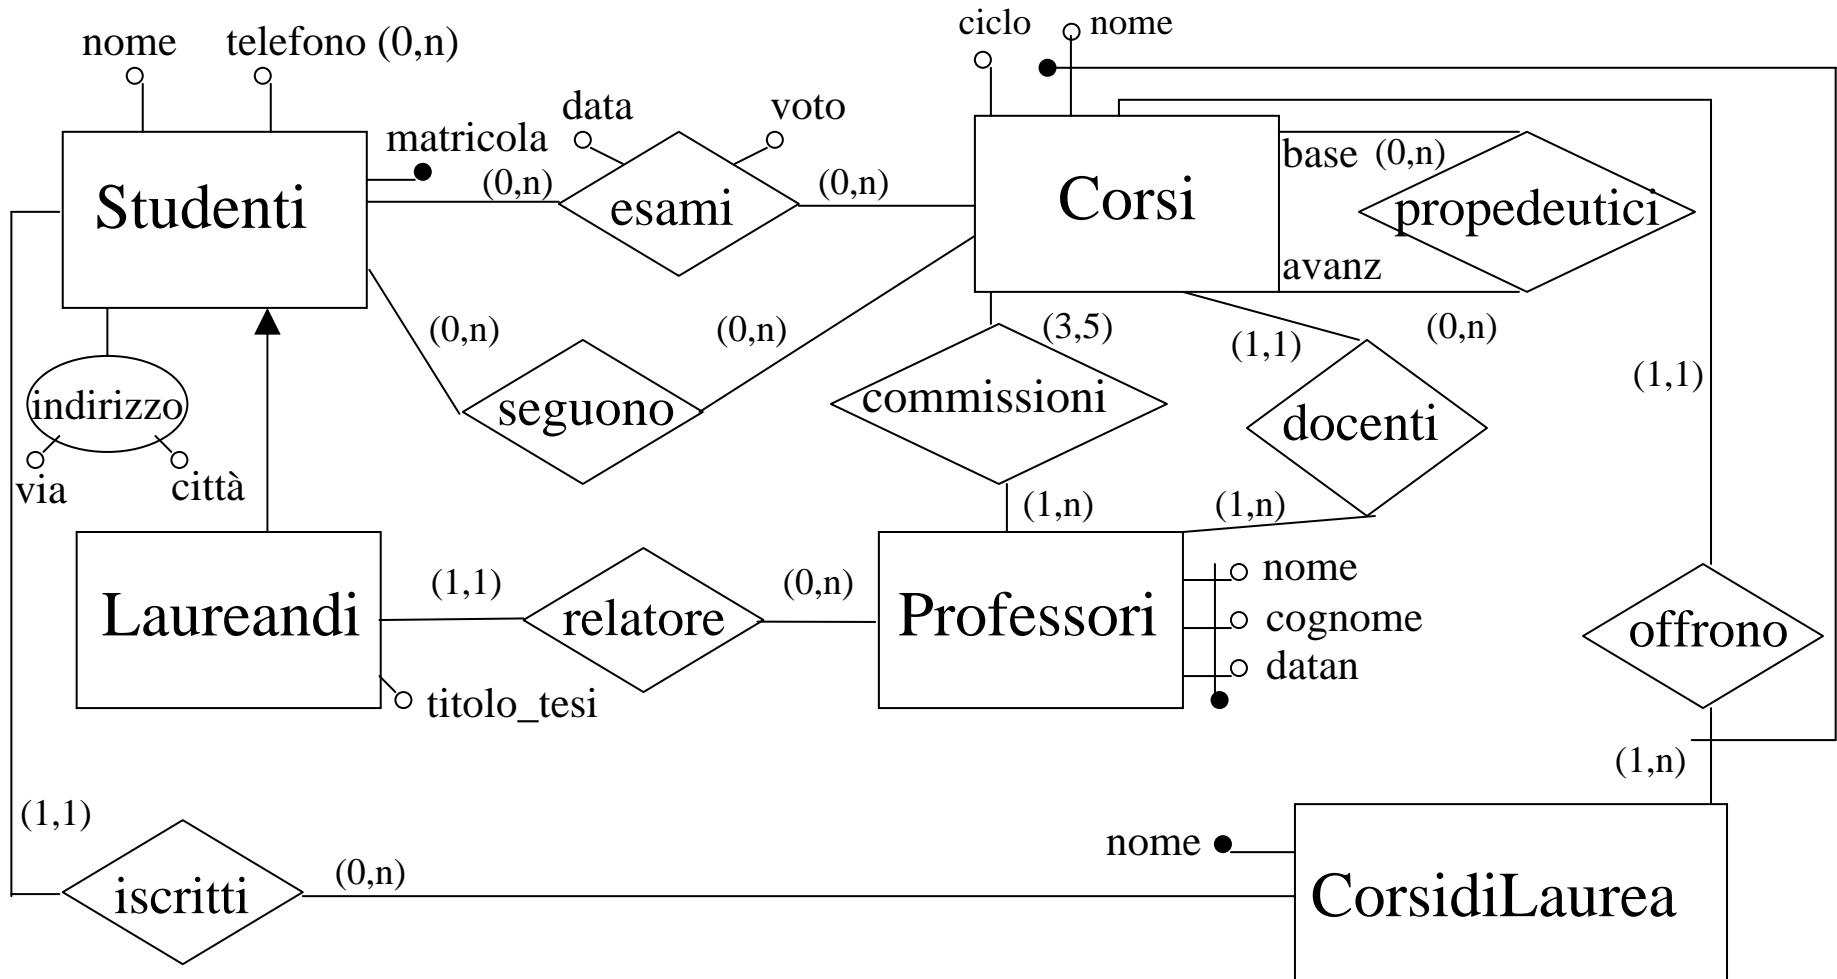 ciclo nome
nome telefono (0,n)
data voto
matricola
(0,n) (0,n)
base (0,n)
Studenti esami Corsi propedeutici
avanz
(0,n) (0,n) (3,5) (1,1) (0,n)
(1,1)
indirizzo seguono commissioni docenti
via città
(1,n) (1,n)
(1,1) (0,n) nome
Laureandi relatore Professori cognome offrono
datan
titolo_tesi
(1,n)
(1,1)
nome
(0,n)
iscritti CorsidiLaurea